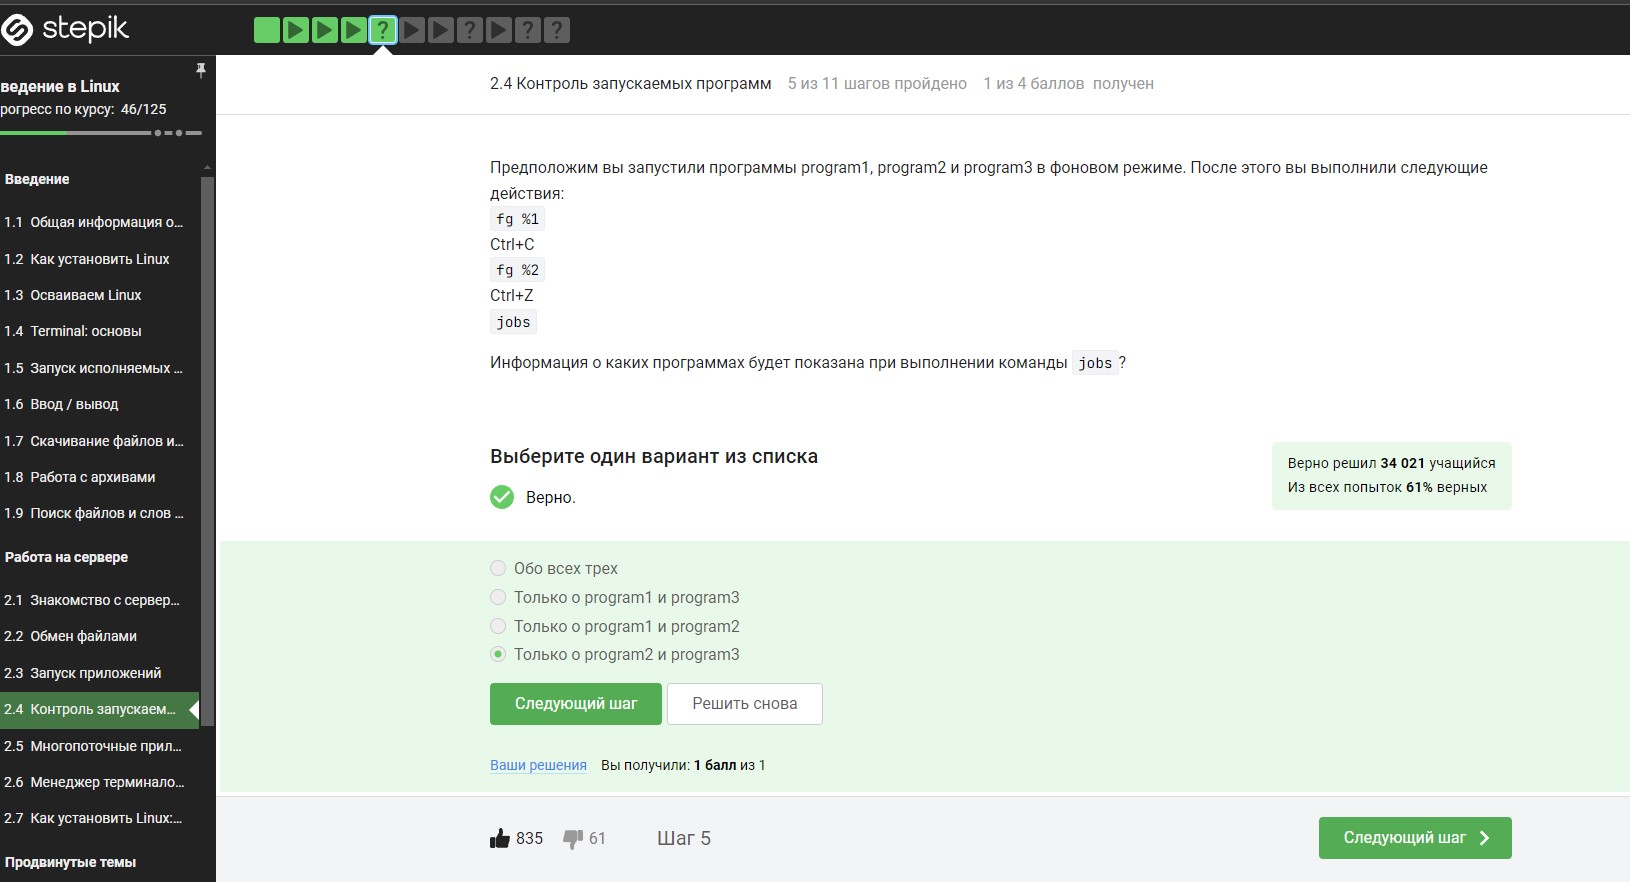 stepik
? ? ? ?
ведение в Linux
рогресс по курсу: 46/125
Введение
1.1 Общая информация о...
1.2 Как установить Linux
1.3 Осваиваем Linux
1.4 Terminal: основы
1.5 Запуск исполняемых ...
1.6 Ввод / вывод
1.7 Скачивание файлов и...
1.8 Работа с архивами
1.9 Поиск файлов и слов ...
Работа на сервере
2.1 Знакомство с сервер...
2.2 Обмен файлами
2.3 Запуск приложений
2.4 Контроль запускаем...
2.5 Многопоточные прил...
2.6 Менеджер терминало...
2.7 Как установить Linux:...
Продвинутые темы
2.4 Контроль запускаемых программ 5 из 11 шагов пройдено 1 из 4 баллов получен
Предположим вы запустили программы program1, program2 и program3 в фоновом режиме. После этого вы выполнили следующие
действия:
fg %1
Ctrl+C
fg %2
Ctrl+Z
jobs
Информация о каких программах будет показана при выполнении команды jobs?
Выберите один вариант из списка
Верно.
Верно решил 34 021 учащийся
Из всех попыток 61% верных
Обо всех трех
Только о program1 и program3
Только о program1 и program2
Только о program2 и program3
Следующий шаг Решить снова
Ваши решения Вы получили: 1 балл из 1
835 61 Шаг 5 Следующий шаг